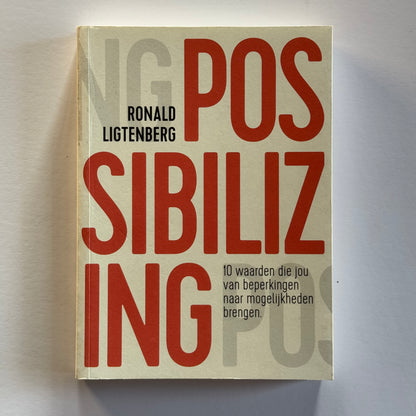 NG POS
RONALD
LIGTENBERG
SIBILIZ
ING POS
10 waarden die jou
van beperkingen
naar mogelijkheden
brengen.